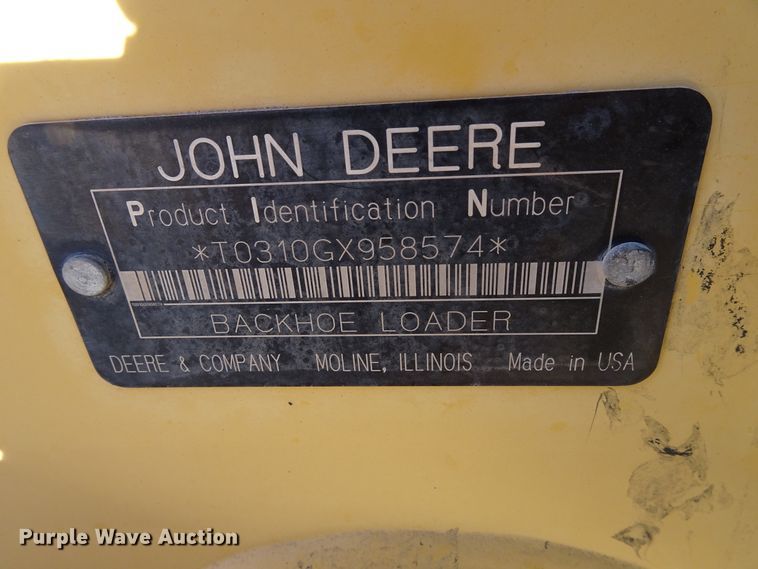 JOHN DEERE
Product Identification Number
*T0310GX958574*
BACKHOE LOADER
DEERE & COMPANY MOLINE, ILLINOIS Made in USA
Purple Wave Auction